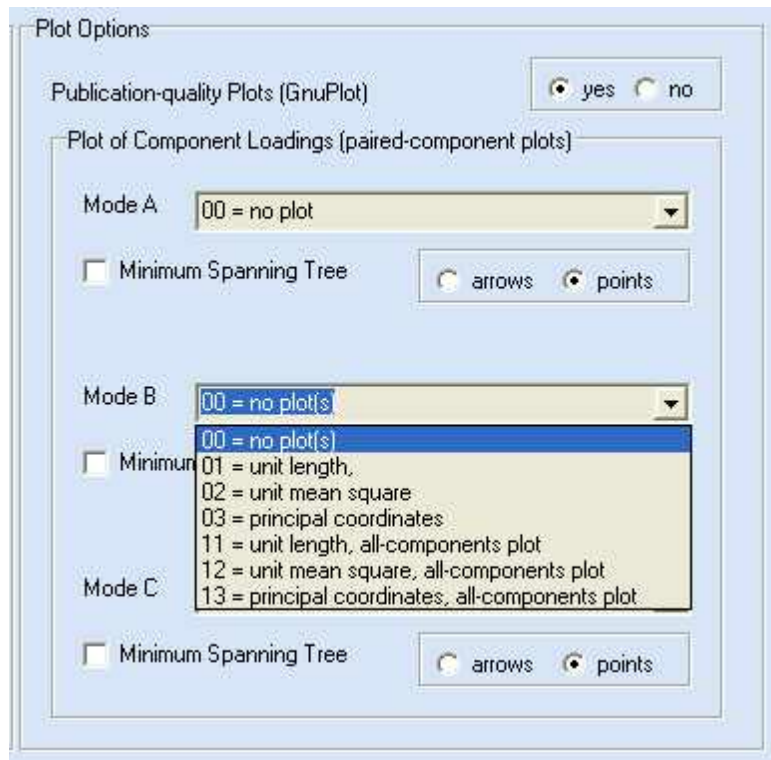 Plot Options
Publication-quality Plots (GnuPlot)
yes no
Plot of Component Loadings (paired-component plots)
Mode A
00 = no plot
Minimum Spanning Tree
arrows points
Mode B
00 = no plot(s)
00 = no plot(s)
Minimun
01 = unit length,
02 = unit mean square
03 = principal coordinates
11 = unit length, all-components plot
12 = unit mean square, all-components plot
Mode C
13 = principal coordinates, all-components plot
Minimum Spanning Tree
arrows points